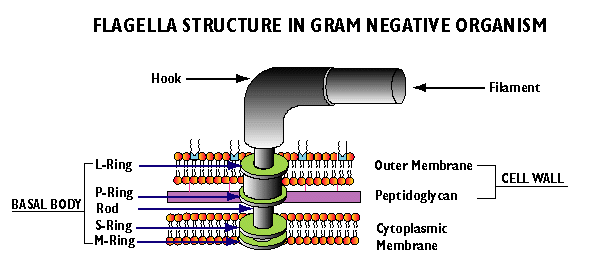 FLAGELLA STRUCTURE IN GRAM NEGATIVE ORGANISM
Hook
Filament
L-Ring
P-Ring
Rod
S-Ring
M-Ring
BASAL BODY
Outer Membrane
Peptidoglycan
CELL WALL
Cytoplasmic
Membrane